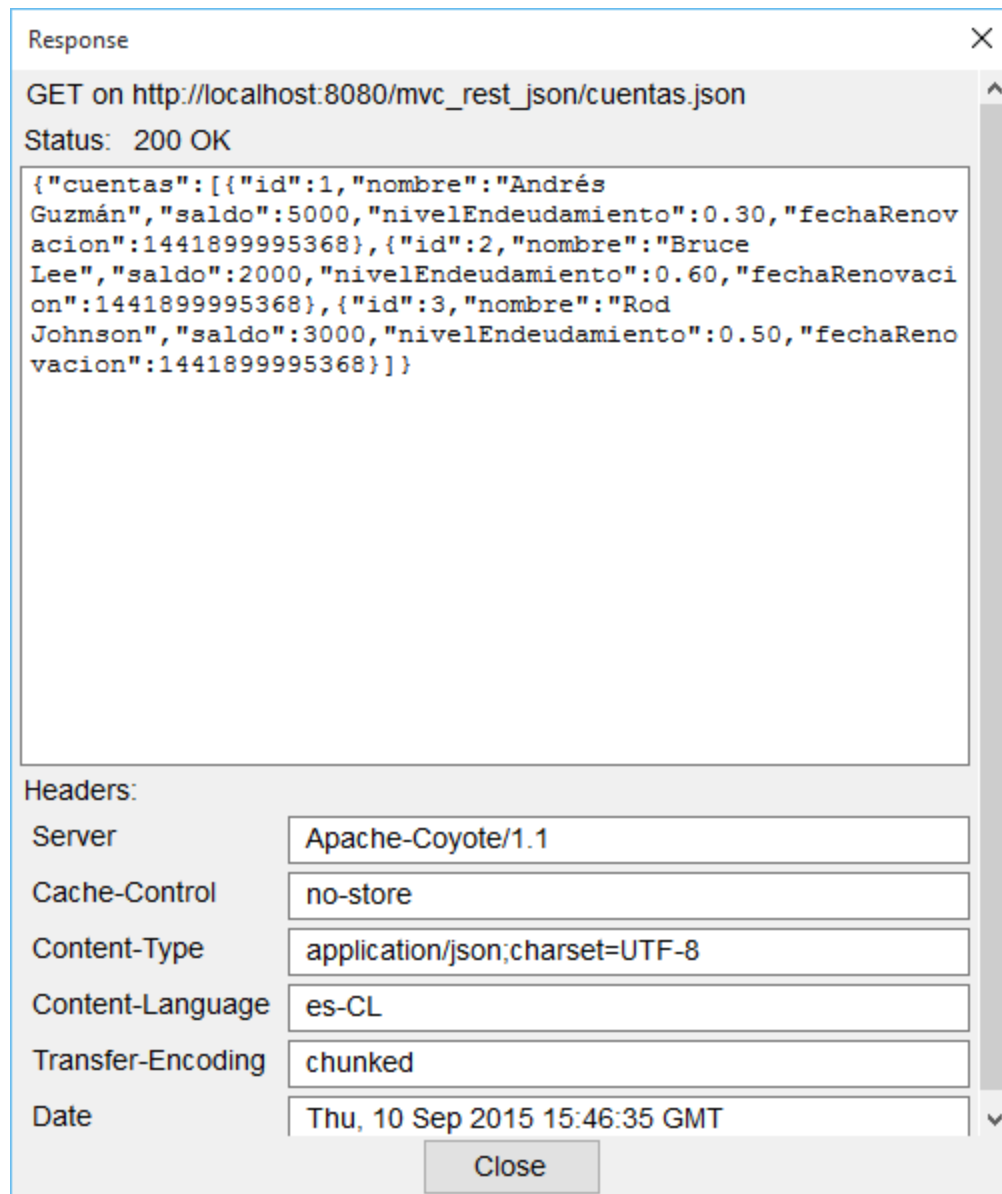 Response
GET on http://localhost:8080/mvc_rest_json/cuentas.json
Status: 200 OK
{"cuentas":[{"id":1,"nombre":"Andrés
Guzmán","saldo":5000,"nivelEndeudamiento":0.30,"fechaRenov
acion":1441899995368},{"id":2,"nombre":"Bruce
Lee","saldo":2000,"nivelEndeudamiento":0.60,"fechaRenovaci
on":1441899995368},{"id":3,"nombre":"Rod
Johnson","saldo":3000,"nivelEndeudamiento":0.50,"fechaReno
vacion":1441899995368}]}
Headers:
Server Apache-Coyote/1.1
Cache-Control no-store
Content-Type application/json;charset=UTF-8
Content-Language es-CL
Transfer-Encoding chunked
Date Thu, 10 Sep 2015 15:46:35 GMT
Close